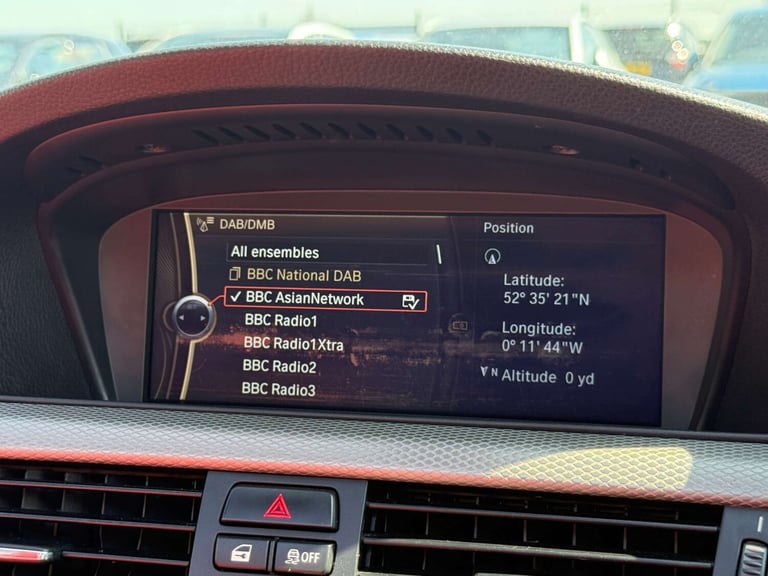 DAB/DMB
All ensembles
BBC National DAB
BBC AsianNetwork
BBC Radio1
BBC Radio1Xtra
BBC Radio2
BBC Radio3
Position
Latitude:
52° 35' 21"N
Longitude:
0° 11' 44"W
N Altitude 0 yd
OFF